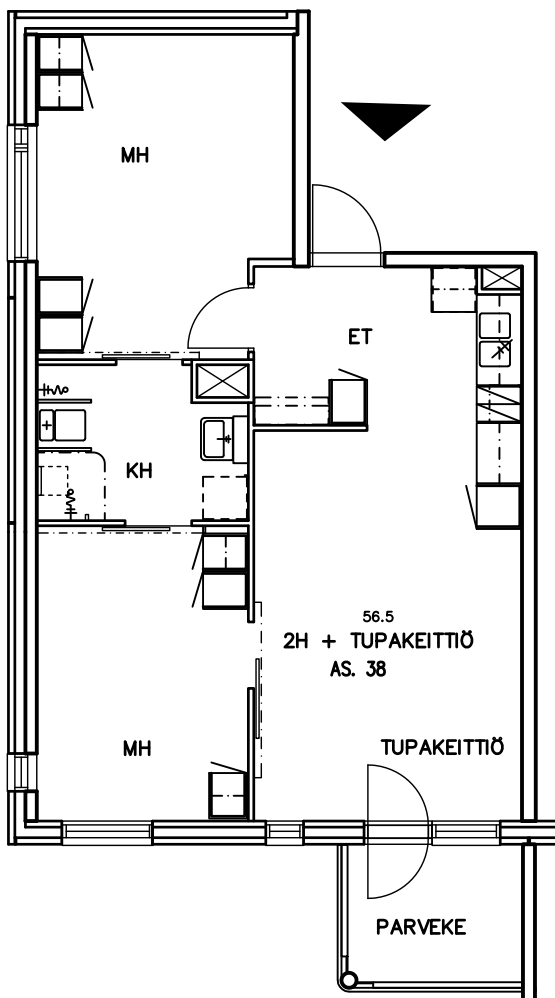 MH
ET
KH
56.5
2H + TUPAKEITTIÖ
AS. 38
MH
TUPAKEITTIÖ
PARVEKE